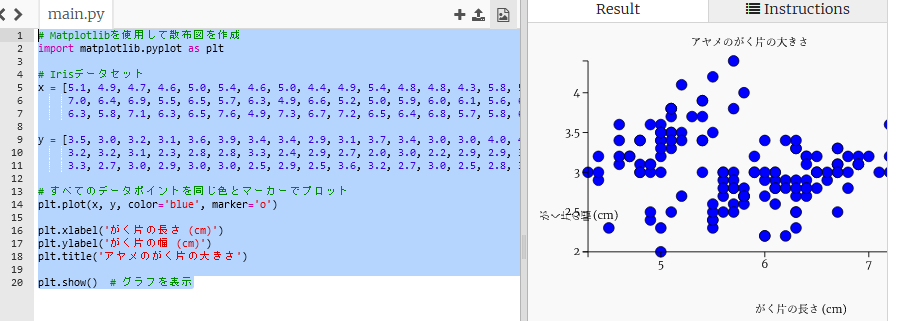 main.py
Result
Instructions
1 # Matplotlibを使用して散布図を作成
2 import matplotlib.pyplot as plt
3
4 # Irisデータセット
5 x = [5.1, 4.9, 4.7, 4.6, 5.0, 5.4, 4.6, 5.0, 4.4, 4.9, 5.4, 4.8, 4.8, 4.3, 5.8,
6 7.0, 6.4, 6.9, 5.5, 6.5, 5.7, 6.3, 4.9, 6.6, 5.2, 5.0, 5.9, 6.0, 6.1, 5.6,
7 6.3, 5.8, 7.1, 6.3, 6.5, 7.6, 4.9, 7.3, 6.7, 7.2, 6.5, 6.4, 6.8, 5.7, 5.8,
8
9 y = [3.5, 3.0, 3.2, 3.1, 3.6, 3.9, 3.4, 3.4, 2.9, 3.1, 3.7, 3.4, 3.0, 3.0, 4.0,
10 3.2, 3.2, 3.1, 2.3, 2.8, 2.8, 3.3, 2.4, 2.9, 2.7, 2.0, 3.0, 2.2, 2.9, 2.9,
11 3.3, 2.7, 3.0, 2.9, 3.0, 3.0, 2.5, 2.9, 2.5, 3.6, 3.2, 2.7, 3.0, 2.5, 2.8,
12
13 # すべてのデータポイントを同じ色とマーカーでプロット
14 plt.plot(x, y, color='blue', marker='o')
15
16 plt.xlabel('がく片の長さ (cm)')
17 plt.ylabel('がく片の幅 (cm)')
18 plt.title('アヤメのがく片の大きさ')
19
20 plt.show()  # グラフを表示
アヤメのがく片の大きさ
4
3.5
3
2.5
(cm)
2
5
6
7
がく片の長さ (cm)